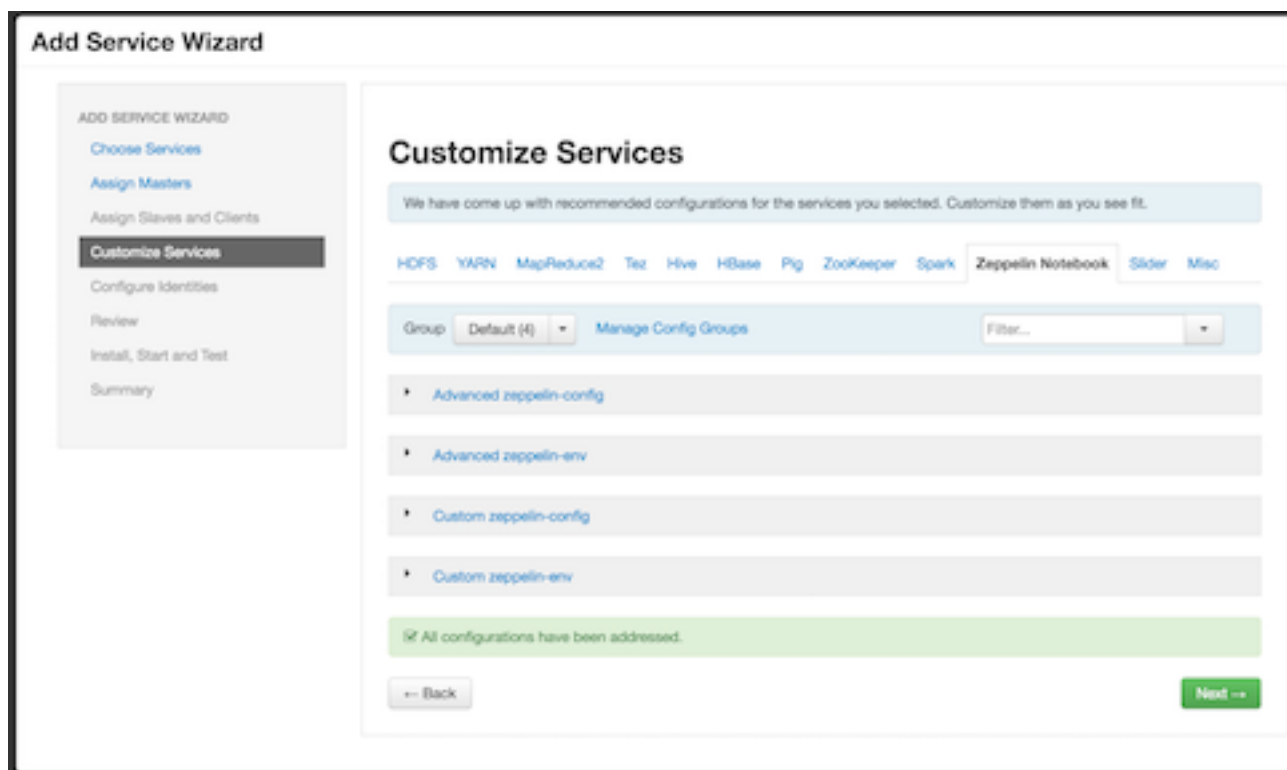 Add Service Wizard
ADD SERVICE WIZARD
Choose Services
Assign Masters
Assign Slaves and Clients
Customize Services
Configure Identities
Review
Install, Start and Test
Summary
Customize Services
We have come up with recommended configurations for the services you selected. Customize them as you see fit.
HDFS YARN MapReduce2 Tez Hive HBase Pig ZooKeeper Spark Zeppelin Notebook Slider Misc
Group Default (4) Manage Config Groups Filter...
Advanced zeppelin-config
Advanced zeppelin-env
Custom zeppelin-config
Custom zeppelin-env
All configurations have been addressed.
← Back Next →